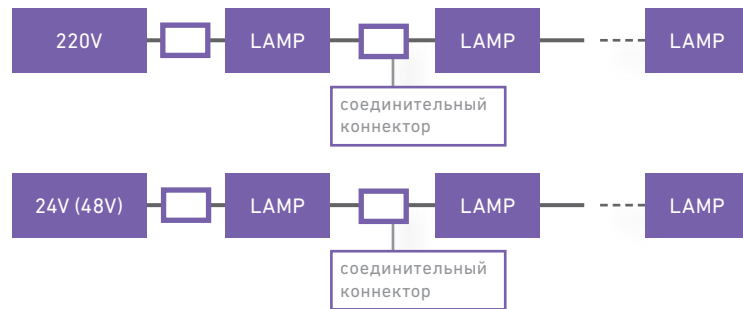 220V LAMP LAMP LAMP
соединительный
коннектор
24V (48V) LAMP LAMP LAMP
соединительный
коннектор